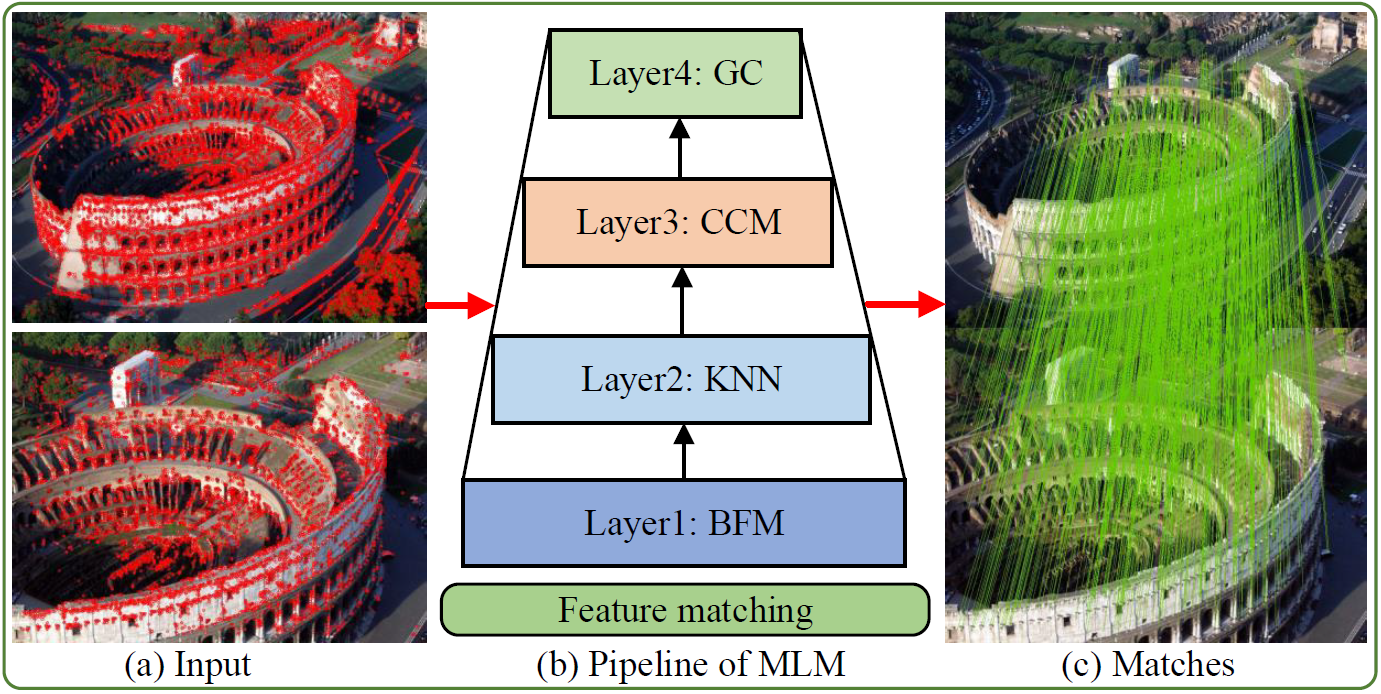 Layer4: GC
Layer3: CCM
Layer2: KNN
Layer1: BFM
Feature matching
(a) Input
(b) Pipeline of MLM
(c) Matches